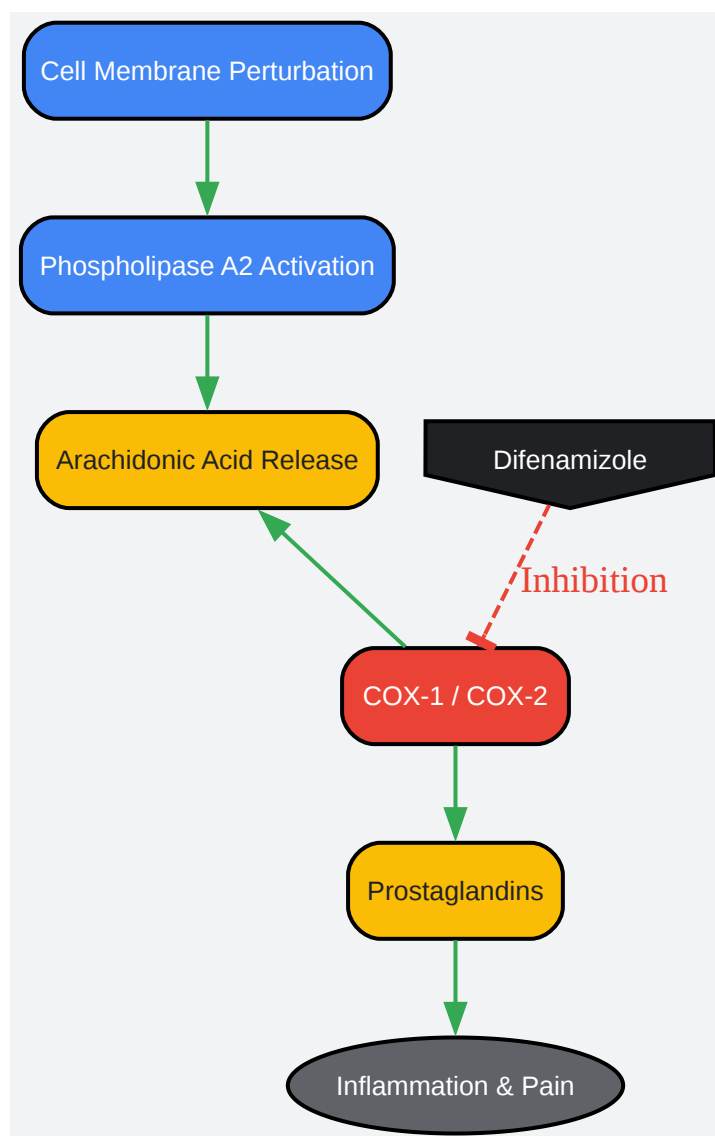 Cell Membrane Perturbation
Phospholipase A2 Activation
Arachidonic Acid Release
Difenamizole
Inhibition
COX-1 / COX-2
Prostaglandins
Inflammation & Pain